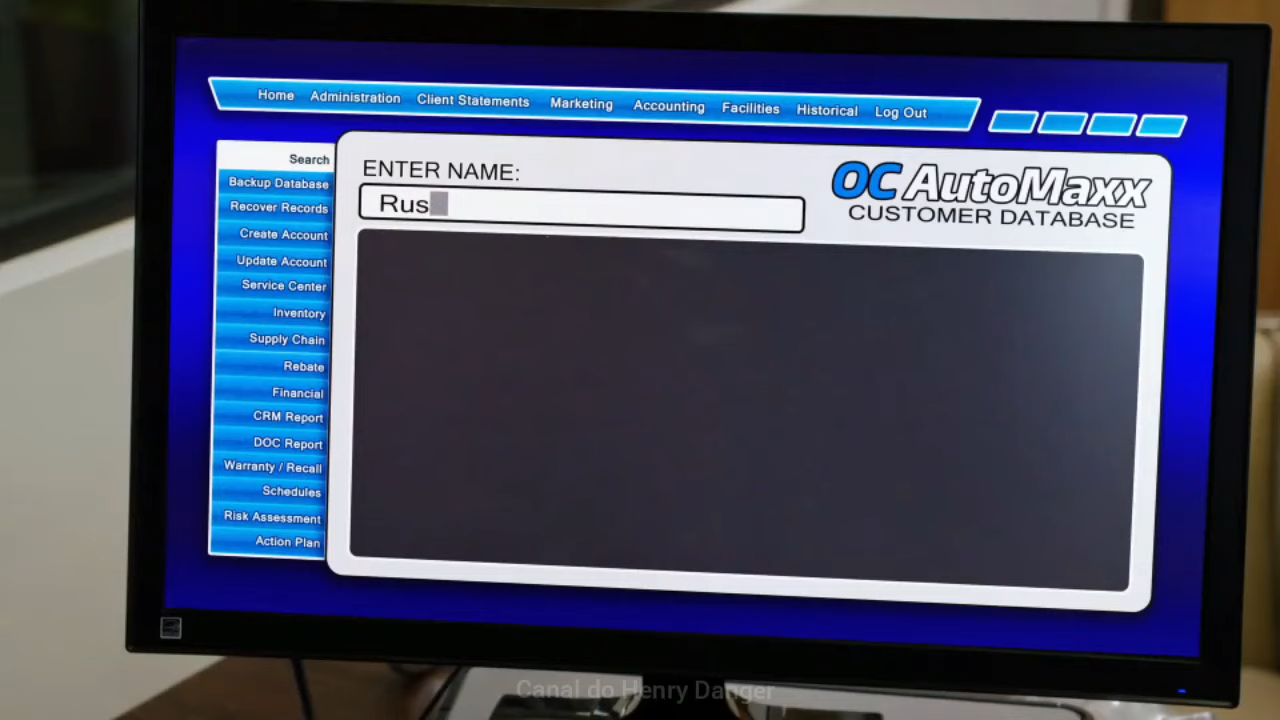 Home Administration Client Statements Marketing Accounting Facilities Historical Log Out
Search
Backup Database
Recover Records
Create Account
Update Account
Service Center
Inventory
Supply Chain
Rebate
Financial
CRM Report
DOC Report
Warranty / Recall
Schedules
Risk Assessment
Action Plan
ENTER NAME:
Rus
OC AutoMaxx
CUSTOMER DATABASE
Canal do Henry Danger